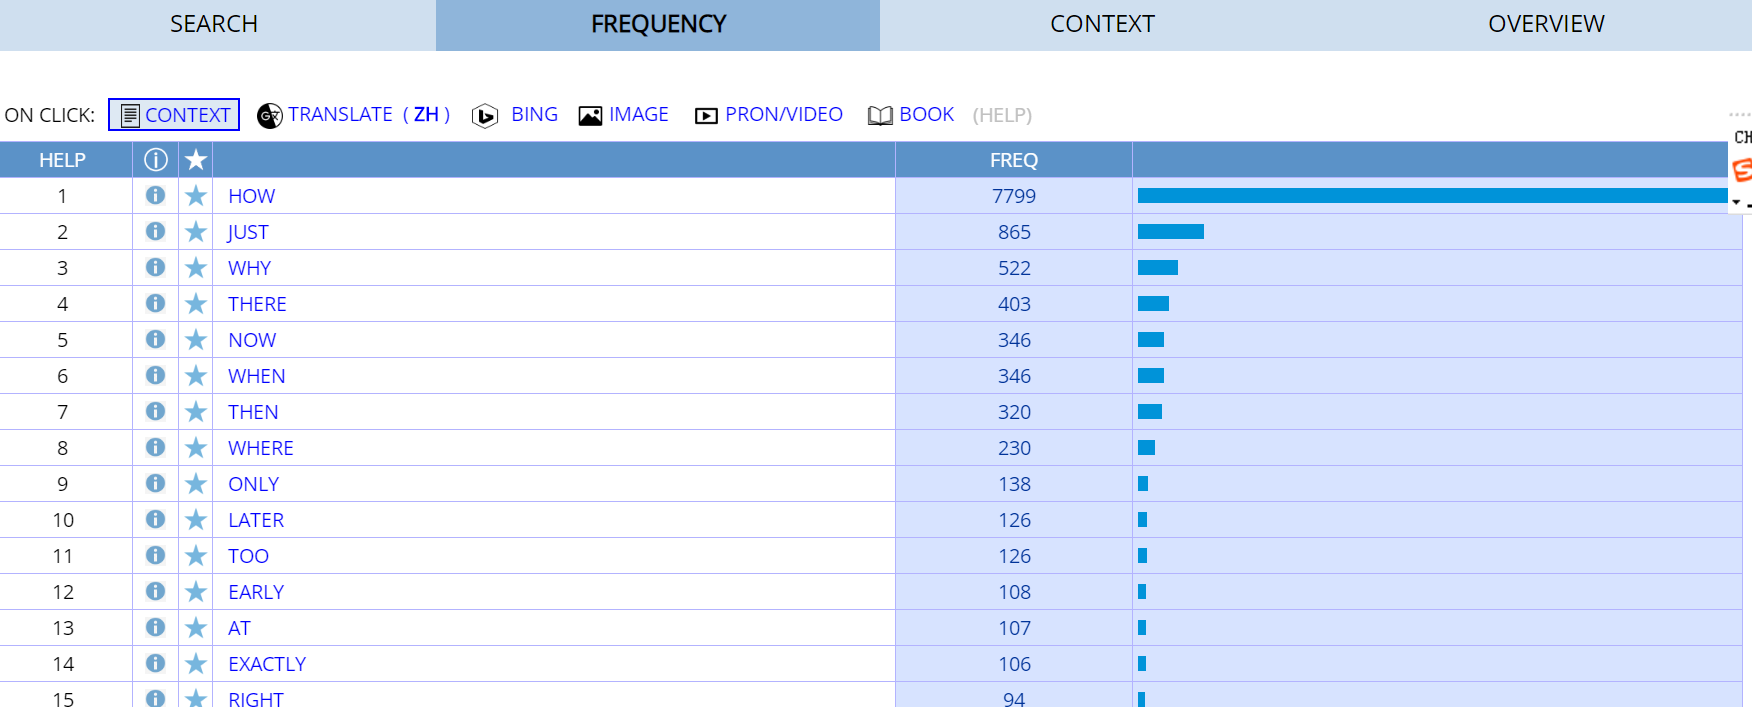 SEARCH FREQUENCY CONTEXT OVERVIEW
ON CLICK: CONTEXT TRANSLATE ( ZH ) BING IMAGE PRON/VIDEO BOOK (HELP)
HELP FREQ
1 HOW 7799
2 JUST 865
3 WHY 522
4 THERE 403
5 NOW 346
6 WHEN 346
7 THEN 320
8 WHERE 230
9 ONLY 138
10 LATER 126
11 TOO 126
12 EARLY 108
13 AT 107
14 EXACTLY 106
15 RIGHT 94